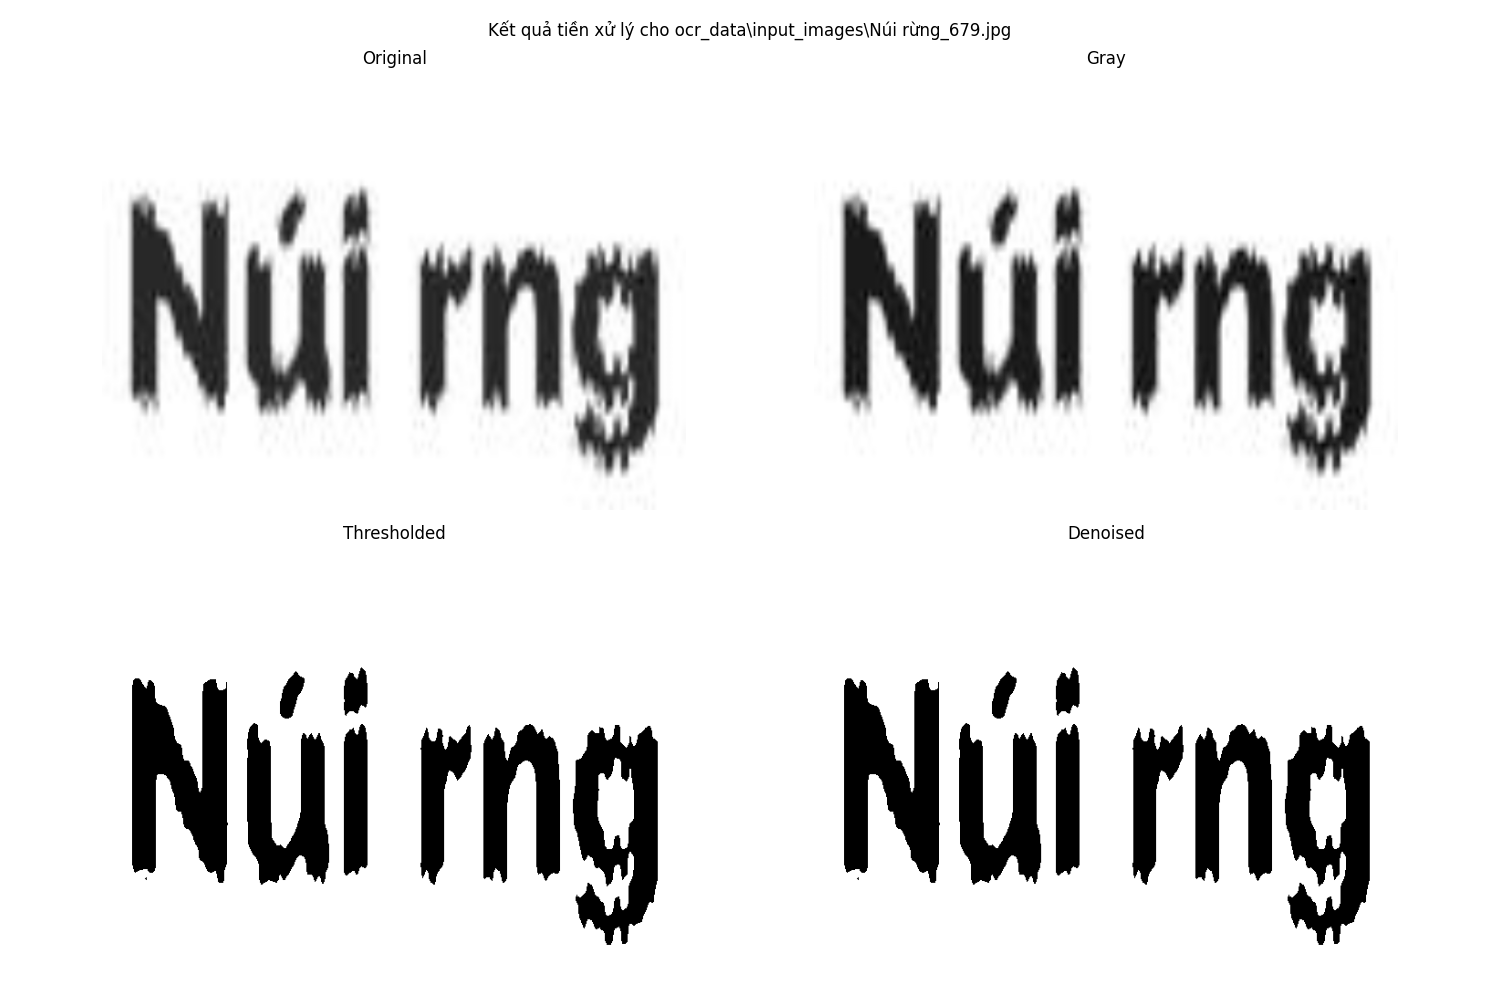 Kết quả tiền xử lý cho ocr_data\input_images\Núi rừng_679.jpg
Original
Gray
Núi rng
Núi rng
Thresholded
Denoised
Núi rng
Núi rng